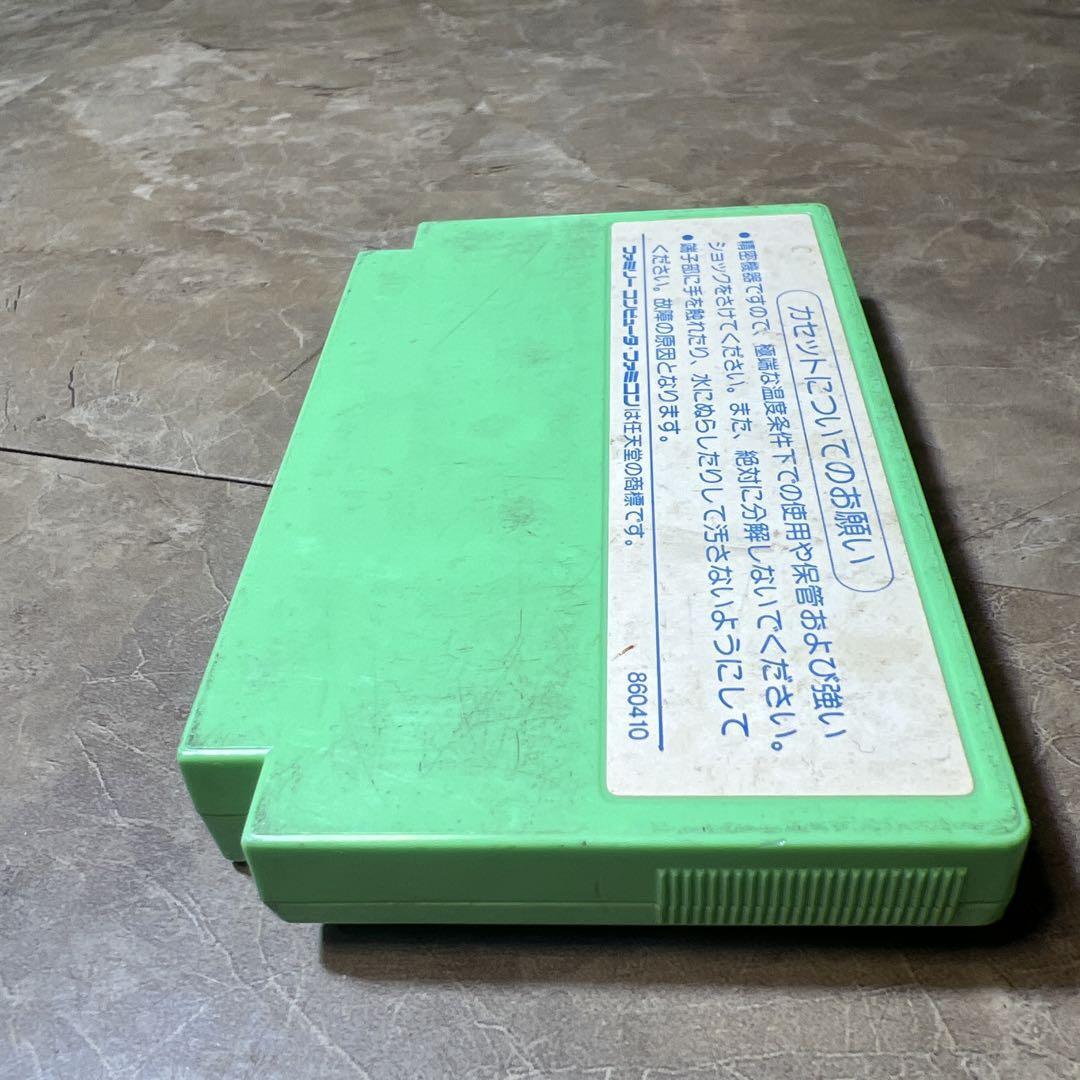 カセットについてのお願い
●精密機器ですので、極端な温度条件下での使用や保管および強い
ショックをさけてください。また、絶対に分解しないでください。
●端子部に手を触れたり、水にぬらしたりして汚さないようにして
ください。故障の原因となります。
ファミリーコンピュータ・ファミコンは任天堂の商標です。
860410